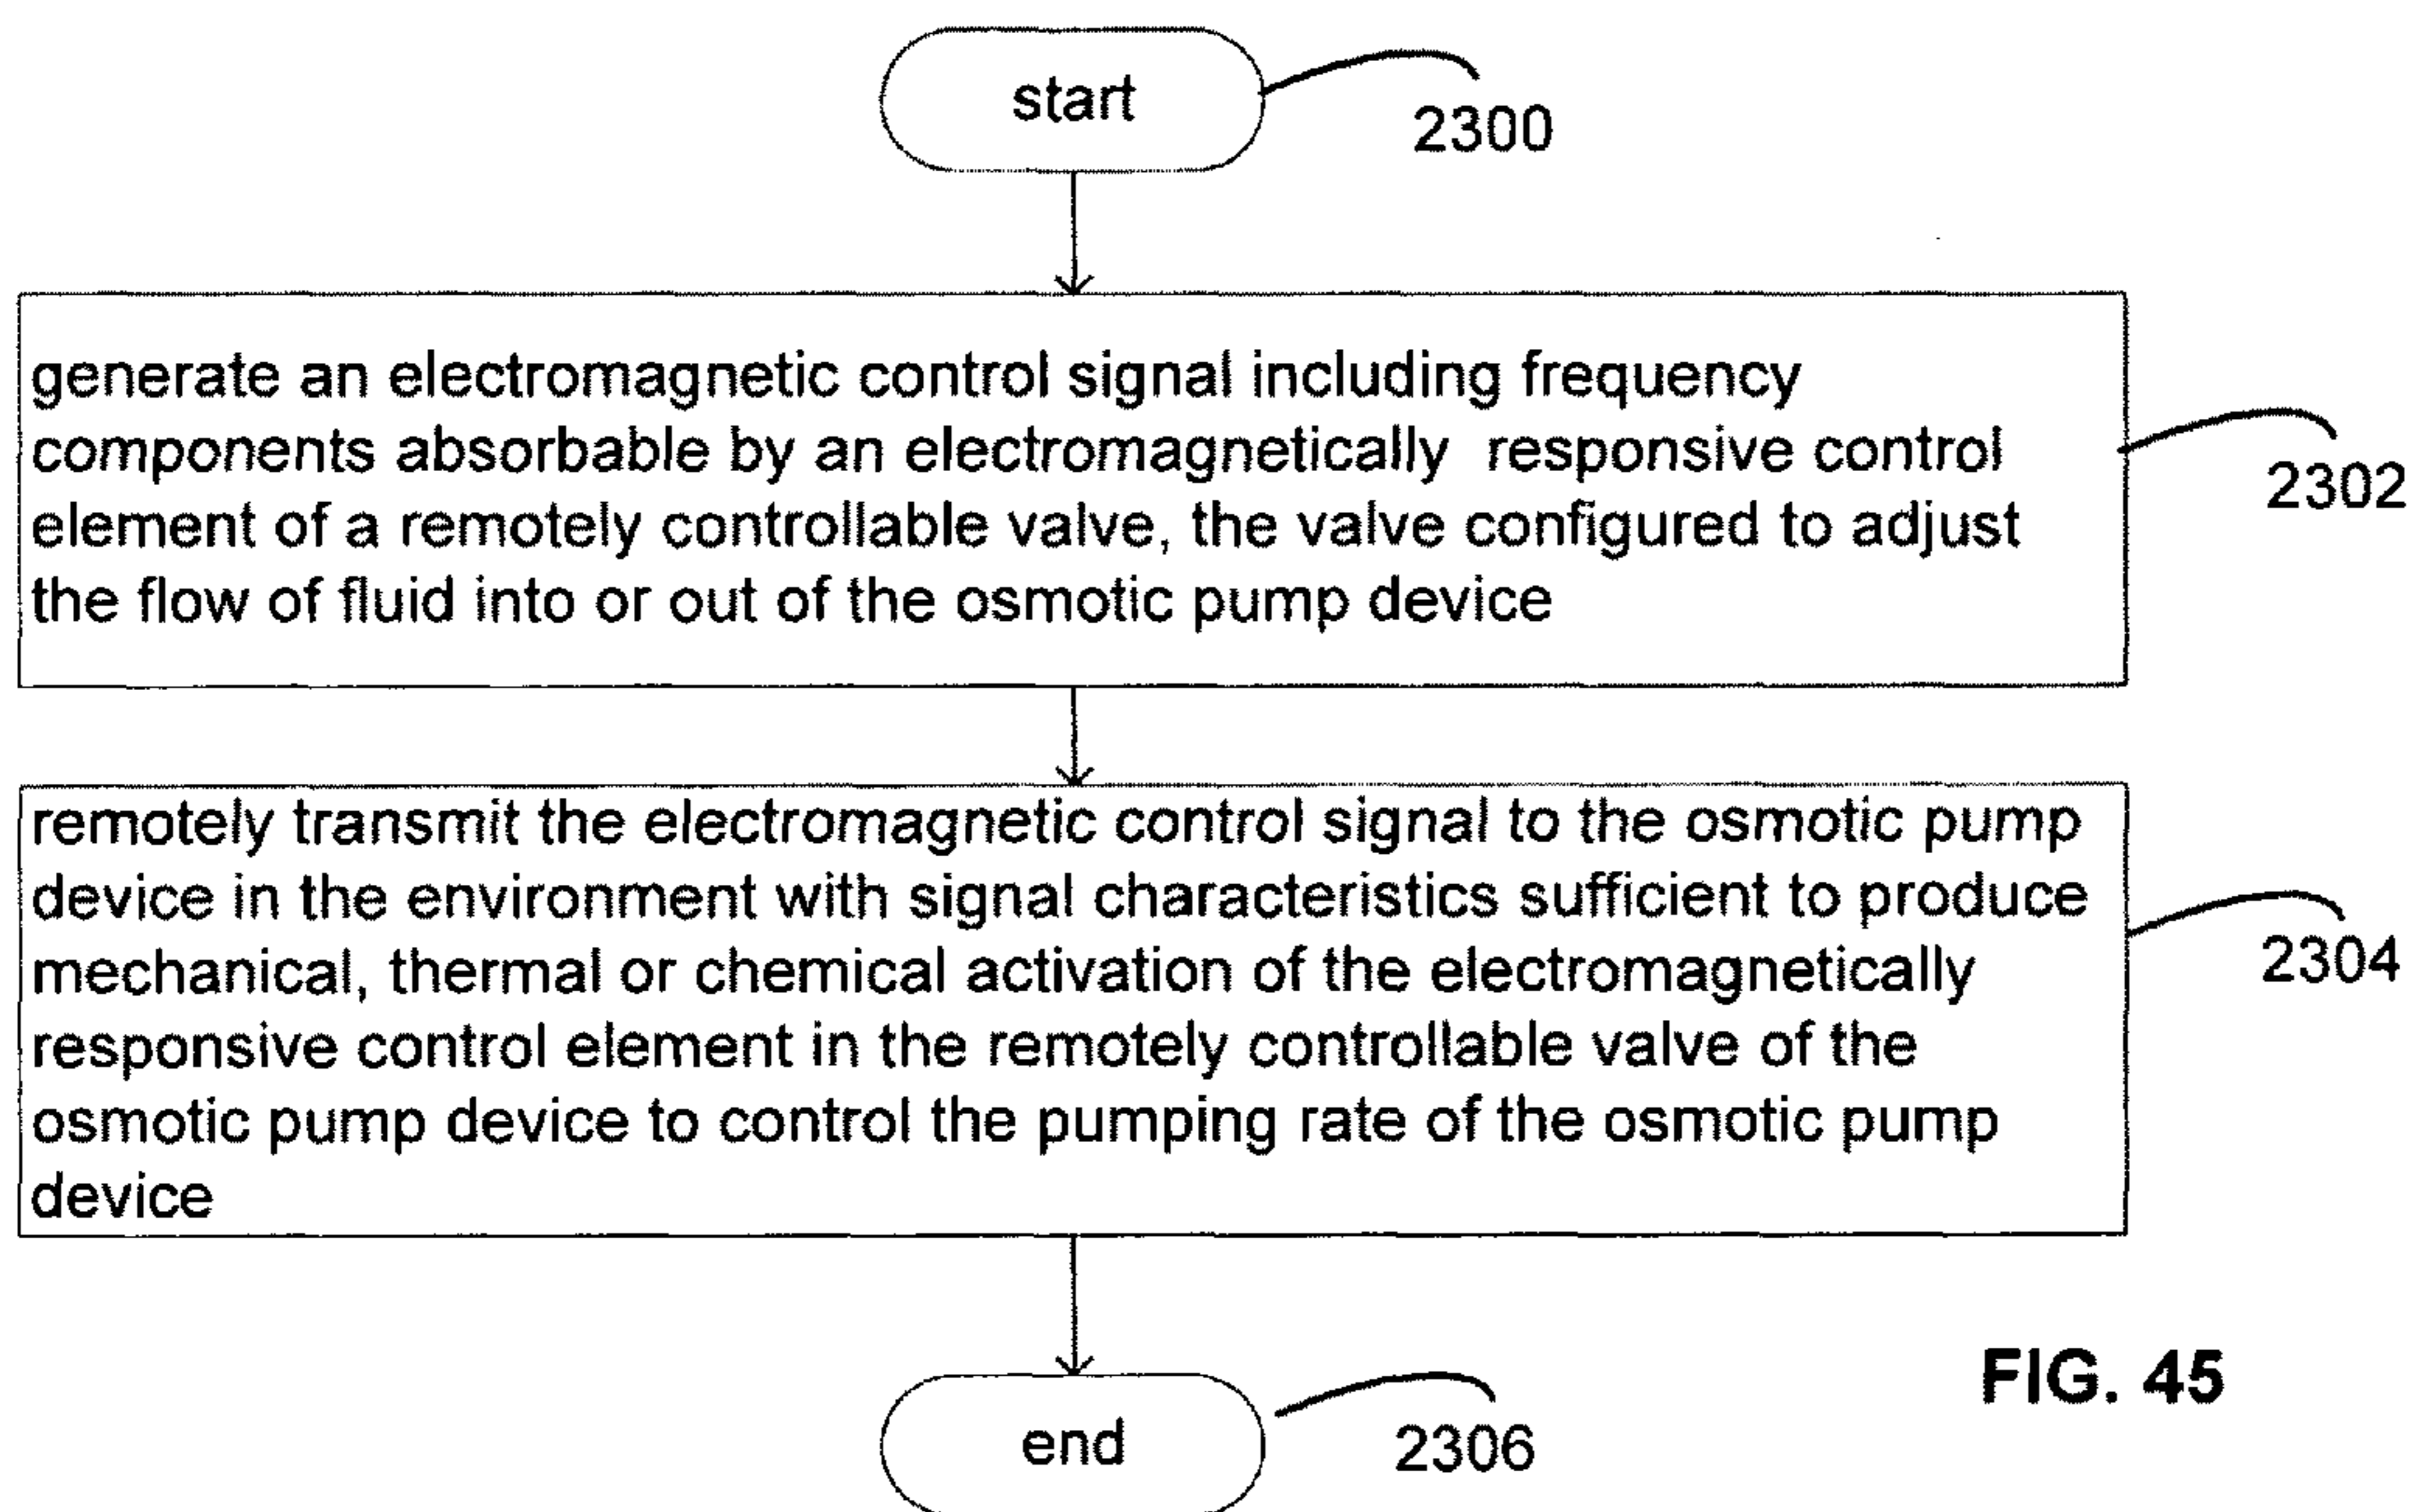 start
2300
generate an electromagnetic control signal including frequency
components absorbable by an electromagnetically responsive control
element of a remotely controllable valve, the valve configured to adjust
the flow of fluid into or out of the osmotic pump device
2302
remotely transmit the electromagnetic control signal to the osmotic pump
device in the environment with signal characteristics sufficient to produce
mechanical, thermal or chemical activation of the electromagnetically
responsive control element in the remotely controllable valve of the
osmotic pump device to control the pumping rate of the osmotic pump
device
2304
end
2306
FIG. 45